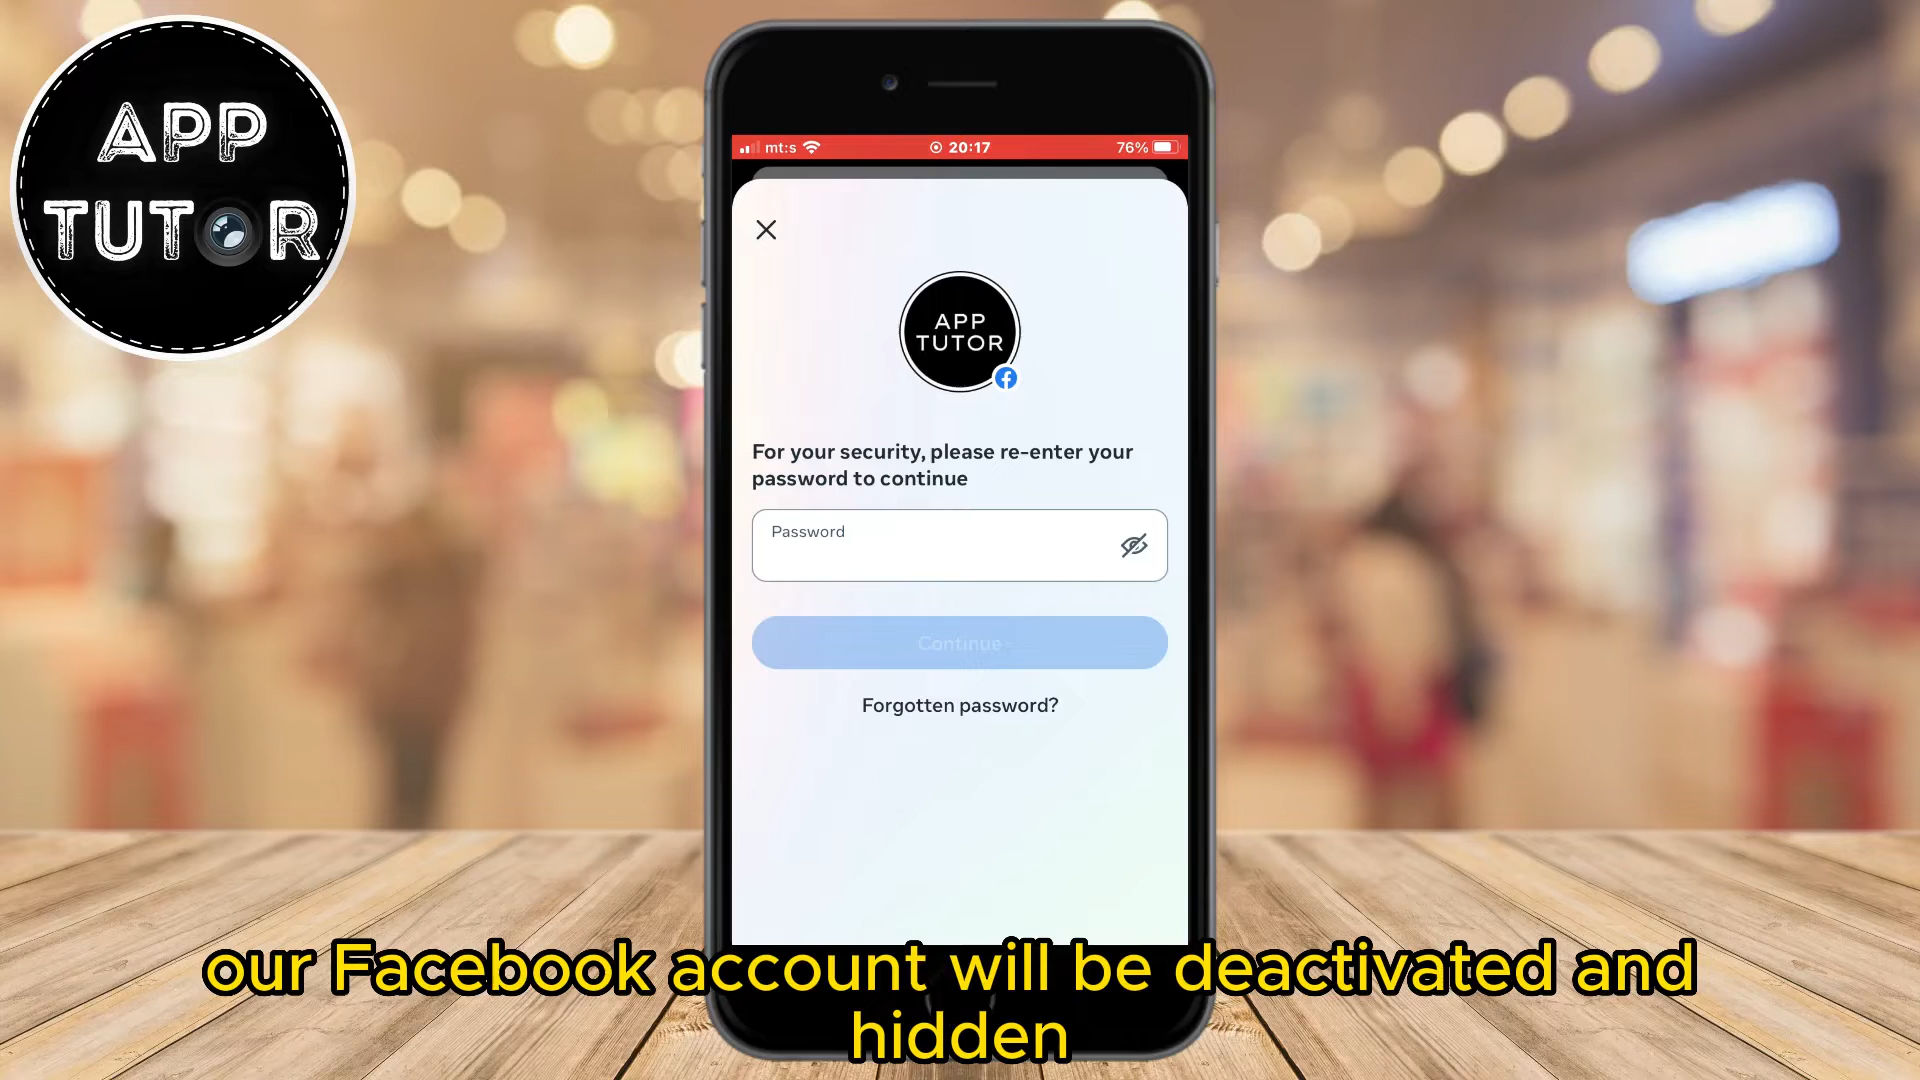 APP
TUTOR
mt:s
20:17
76%
APP
TUTOR
For your security, please re-enter your
password to continue
Password
Continue
Forgotten password?
our Facebook account will be deactivated and
hidden